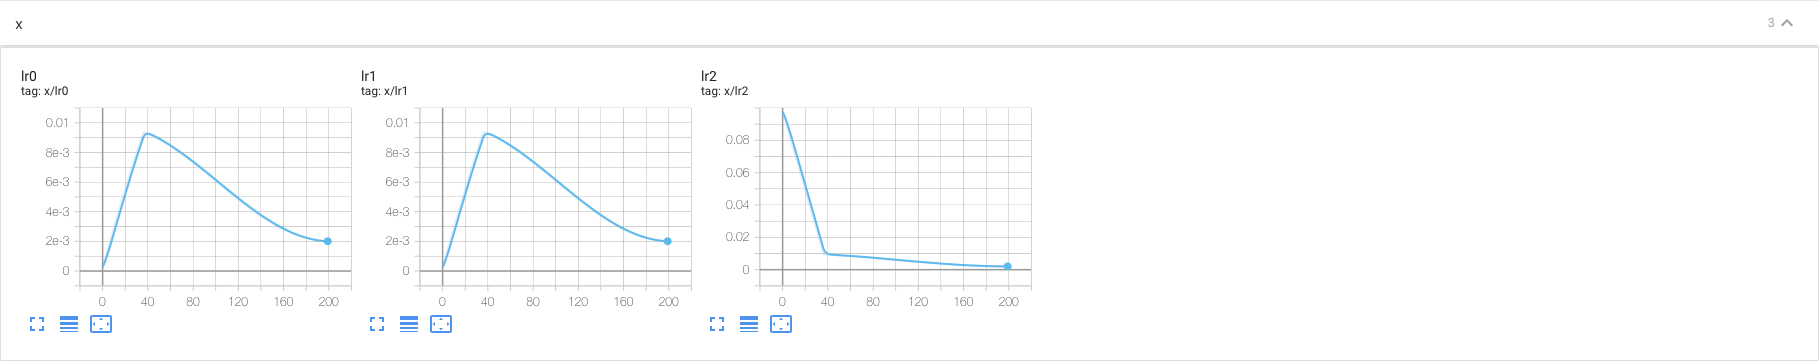 x
3
lr0
tag: x/lr0
0.01
8e-3
6e-3
4e-3
2e-3
0
0 40 80 120 160 200
lr1
tag: x/lr1
0.01
8e-3
6e-3
4e-3
2e-3
0
0 40 80 120 160 200
lr2
tag: x/lr2
0.08
0.06
0.04
0.02
0
0 40 80 120 160 200